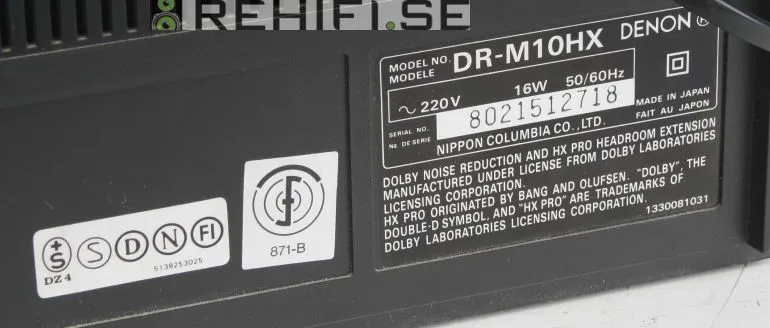 REHIFI.SE
MODEL NO. DR-M10HX DENON®
MODELE
16W 50/60Hz
~ 220V
SERIAL NO. 8021512718
№ DE SERIE
MADE IN JAPAN
FAIT AU JAPON
NIPPON COLUMBIA CO., LTD.
DOLBY NOISE REDUCTION AND HX PRO HEADROOM EXTENSION
MANUFACTURED UNDER LICENSE FROM DOLBY LABORATORIES
LICENSING CORPORATION.
HX PRO ORIGINATED BY BANG AND OLUFSEN. "DOLBY", THE
DOUBLE-D SYMBOL, AND "HX PRO" ARE TRADEMARKS OF
DOLBY LABORATORIES LICENSING CORPORATION.
1330081031
871-B
+S S D N FI
DZ4 5138253025